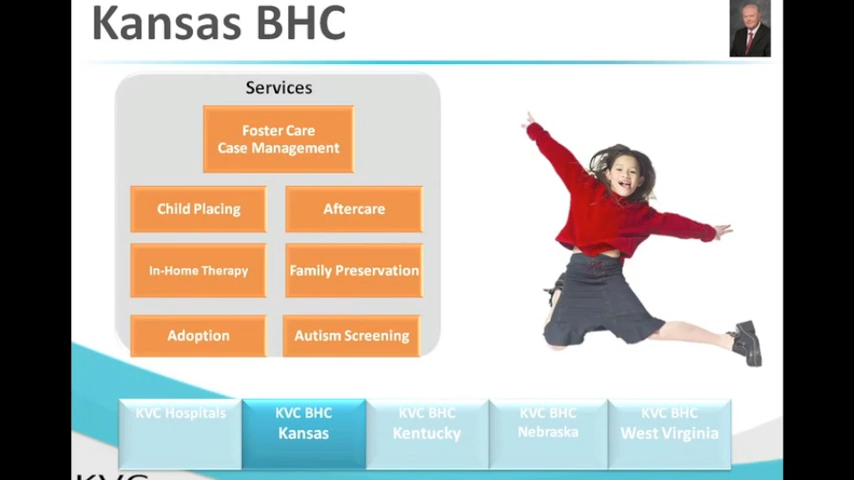 Kansas BHC
Services
Foster Care
Case Management
Child Placing
Aftercare
In-Home Therapy
Family Preservation
Adoption
Autism Screening
KVC Hospitals
KVC BHC
Kansas
KVC BHC
Kentucky
KVC BHC
Nebraska
KVC BHC
West Virginia
KVC